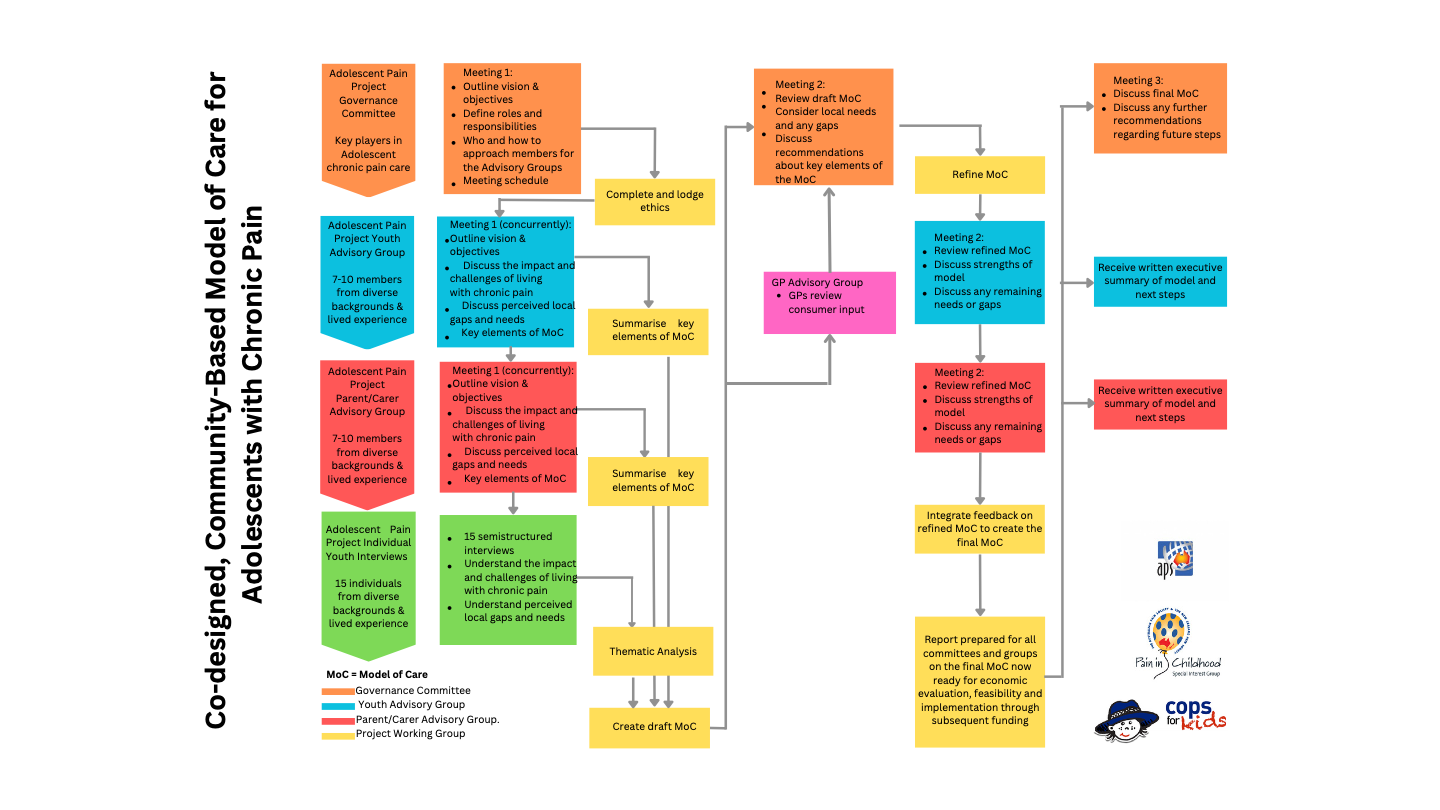 Co-designed, Community-Based Model of Care for
Adolescents with Chronic Pain
Adolescent Pain
Project
Governance
Committee
Key players in
Adolescent
chronic pain care
Meeting 1:
Outline vision &
objectives
Define roles and
responsibilities
Who and how to
approach members for
the Advisory Groups
Meeting schedule
Complete and lodge
ethics
Adolescent Pain
Project Youth
Advisory Group
7-10 members
from diverse
backgrounds &
lived experience
Meeting 1 (concurrently):
Outline vision &
objectives
Discuss the impact and
challenges of living
with chronic pain
Discuss perceived local
gaps and needs
Key elements of MoC
Summarise key
elements of MoC
Adolescent Pain
Project
Parent/Carer
Advisory Group
7-10 members
from diverse
backgrounds &
lived experience
Meeting 1 (concurrently):
Outline vision &
objectives
Discuss the impact and
challenges of living
with chronic pain
Discuss perceived local
gaps and needs
Key elements of MoC
Summarise key
elements of MoC
Adolescent Pain
Project Individual
Youth Interviews
15 individuals
from diverse
backgrounds &
lived experience
15 semistructured
interviews
Understand the impact
and challenges of living
with chronic pain
Understand perceived
local gaps and needs
Thematic Analysis
Create draft MoC
MoC = Model of Care
Governance Committee
Youth Advisory Group
Parent/Carer Advisory Group.
Project Working Group
Meeting 2:
Review draft MoC
Consider local needs
and any gaps
Discuss
recommendations
about key elements of
the MoC
GP Advisory Group
GPs review
consumer input
Refine MoC
Meeting 2:
Review refined MoC
Discuss strengths of
model
Discuss any remaining
needs or gaps
Meeting 2:
Review refined MoC
Discuss strengths of
model
Discuss any remaining
needs or gaps
Integrate feedback on
refined MoC to create the
final MoC
Report prepared for all
committees and groups
on the final MoC now
ready for economic
evaluation, feasibility and
implementation through
subsequent funding
Meeting 3:
Discuss final MoC
Discuss any further
recommendations
regarding future steps
Receive written executive
summary of model and
next steps
Receive written executive
summary of model and
next steps
aps
Pain in Childhood
Special Interest Group
cops
for kids